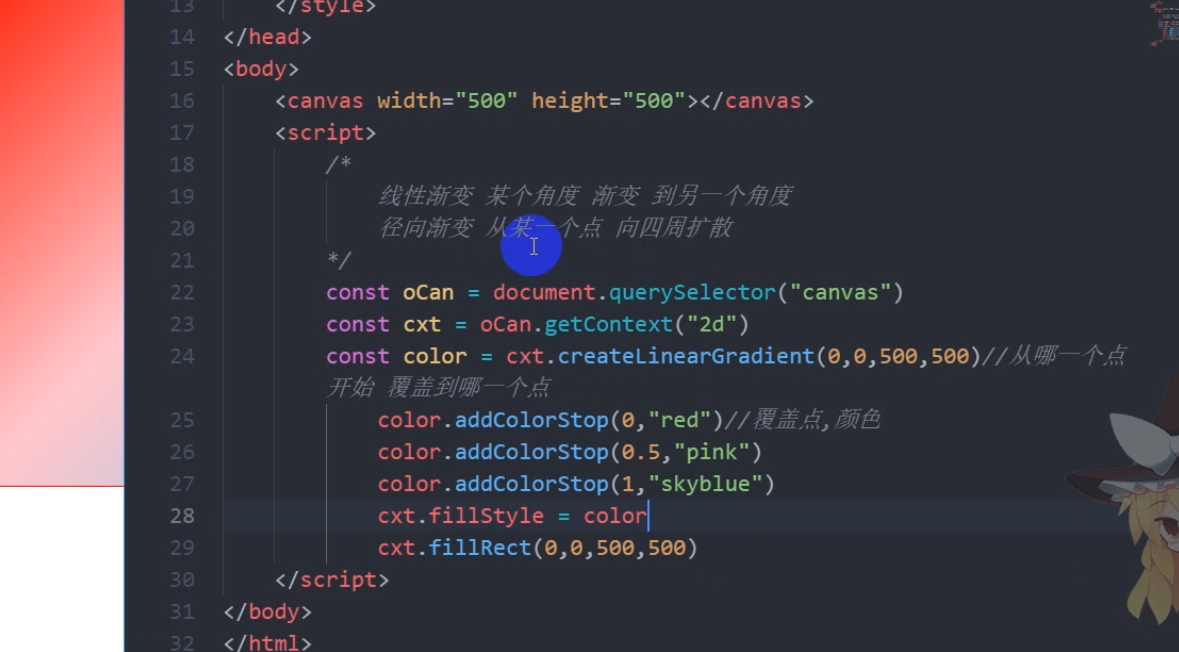 13 </style>
14 </head>
15 <body>
16 <canvas width="500" height="500"></canvas>
17 <script>
18 /*
19 线性渐变 某个角度 渐变 到另一个角度
20 径向渐变 从某一个点 向四周扩散
21 */
22 const oCan = document.querySelector("canvas")
23 const cxt = oCan.getContext("2d")
24 const color = cxt.createLinearGradient(0,0,500,500)//从哪一个点
开始 覆盖到哪一个点
25 color.addColorStop(0,"red")//覆盖点,颜色
26 color.addColorStop(0.5,"pink")
27 color.addColorStop(1,"skyblue")
28 cxt.fillStyle = color
29 cxt.fillRect(0,0,500,500)
30 </script>
31 </body>
32 </html>